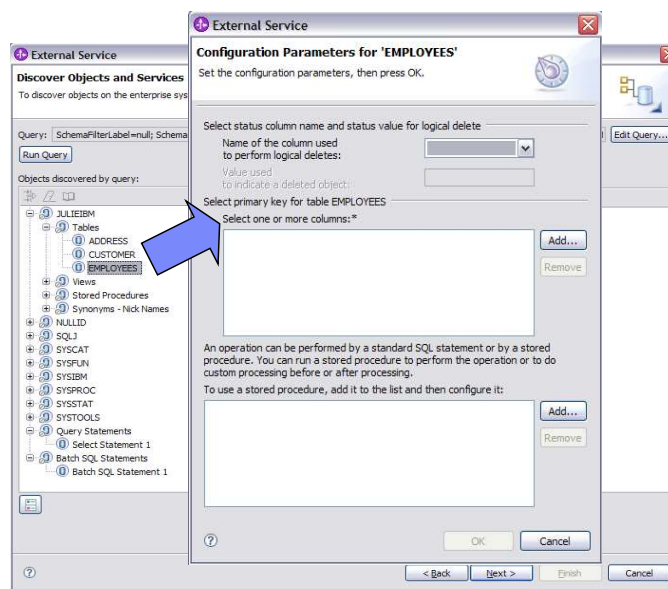 External Service
Discover Objects and Services
To discover objects on the enterprise sys
Query: SchemaFilterLabel=null; Schema
Edit Query...
Run Query
Objects discovered by query:
JULIEIBM
Tables
ADDRESS
CUSTOMER
EMPLOYEES
Views
Stored Procedures
Synonyms - Nick Names
NULLID
SQLJ
SYSCAT
SYSFUN
SYSIBM
SYSPROC
SYSSTAT
SYSTOOLS
Query Statements
Select Statement 1
Batch SQL Statements
Batch SQL Statement 1
< Back
Next >
Finish
Cancel
External Service
Configuration Parameters for 'EMPLOYEES'
Set the configuration parameters, then press OK.
Select status column name and status value for logical delete
Name of the column used
to perform logical deletes:
Value used
to indicate a deleted object:
Select primary key for table EMPLOYEES
Select one or more columns:*
Add...
Remove
An operation can be performed by a standard SQL statement or by a stored
procedure. You can run a stored procedure to perform the operation or to do
custom processing before or after processing.
To use a stored procedure, add it to the list and then configure it:
Add...
Remove
OK
Cancel